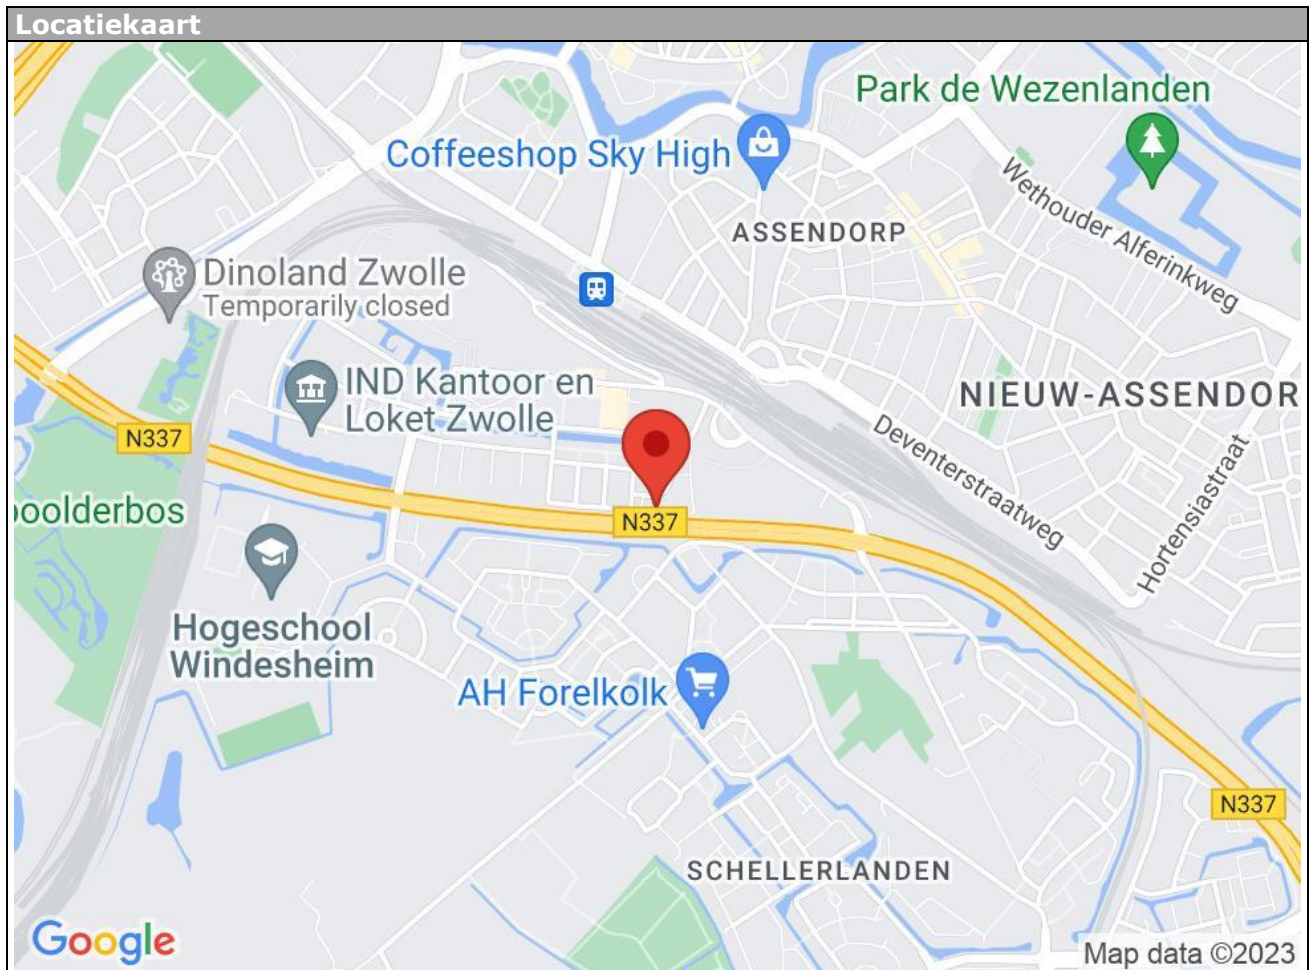 Locatiekaart
Park de Wezenlanden
Coffeeshop Sky High
Wethouder Alferinkweg
ASSENDORP
Dinoland Zwolle
Temporarily closed
IND Kantoor en
Loket Zwolle
NIEUW-ASSENDOR
N337
Deventerstraatweg
Hortensiastraat
oolderbos
N337
Hogeschool
Windesheim
AH Forelkolk
N337
SCHELLERLANDEN
Google
Map data ©2023